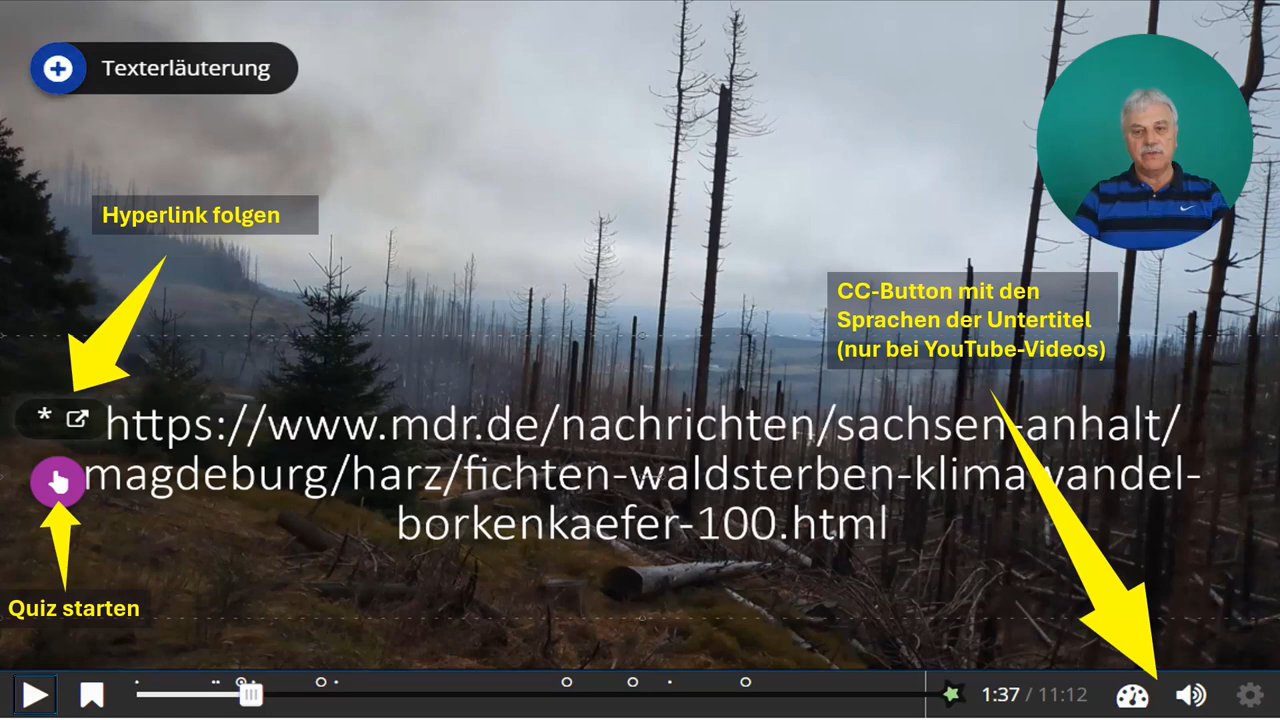 Texterläuterung
Hyperlink folgen
CC-Button mit den
Sprachen der Untertitel
(nur bei YouTube-Videos)
* https://www.mdr.de/nachrichten/sachsen-anhalt/
magdeburg/harz/fichten-waldsterben-klimawandel-
borkenkaefer-100.html
Quiz starten
1:37 / 11:12